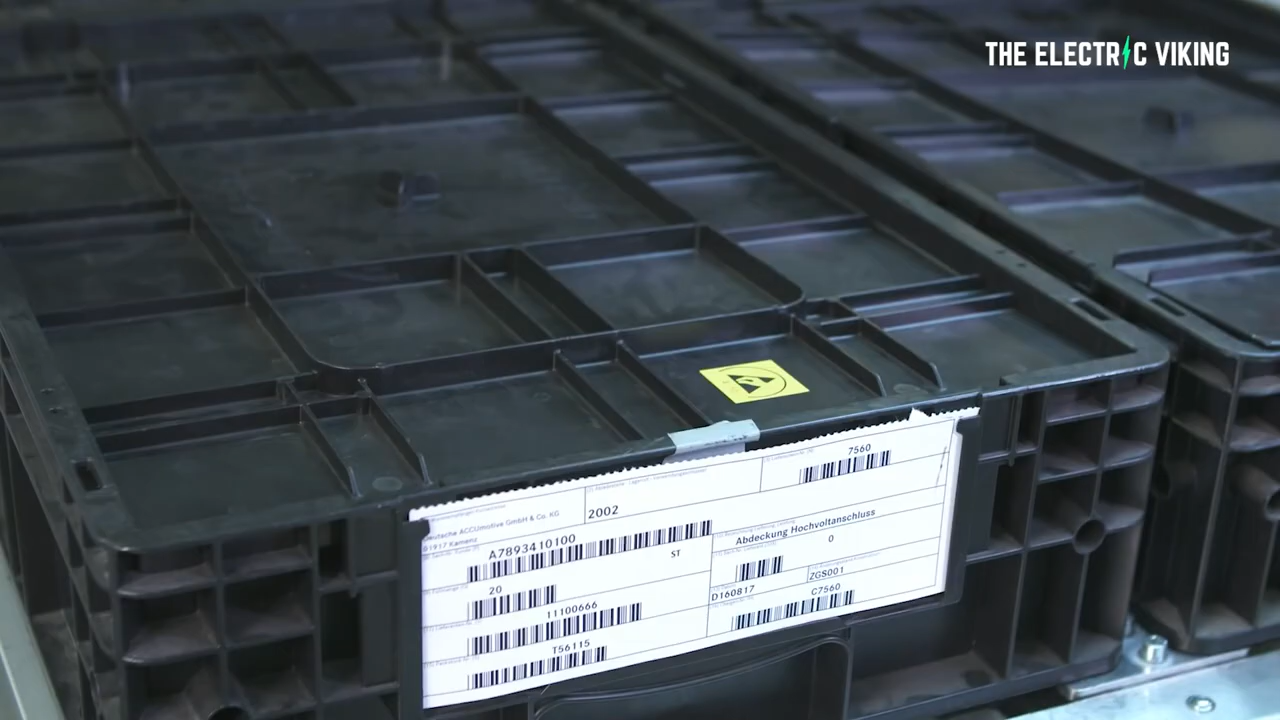 THE ELECTRIC VIKING
7560
2002
Deutsche ACCUmotive GmbH & Co. KG
01917 Kamenz
A7893410100
ST
Abdeckung Hochvoltanschluss
0
20
ZGS001
D160817
C7560
11100666
T56115